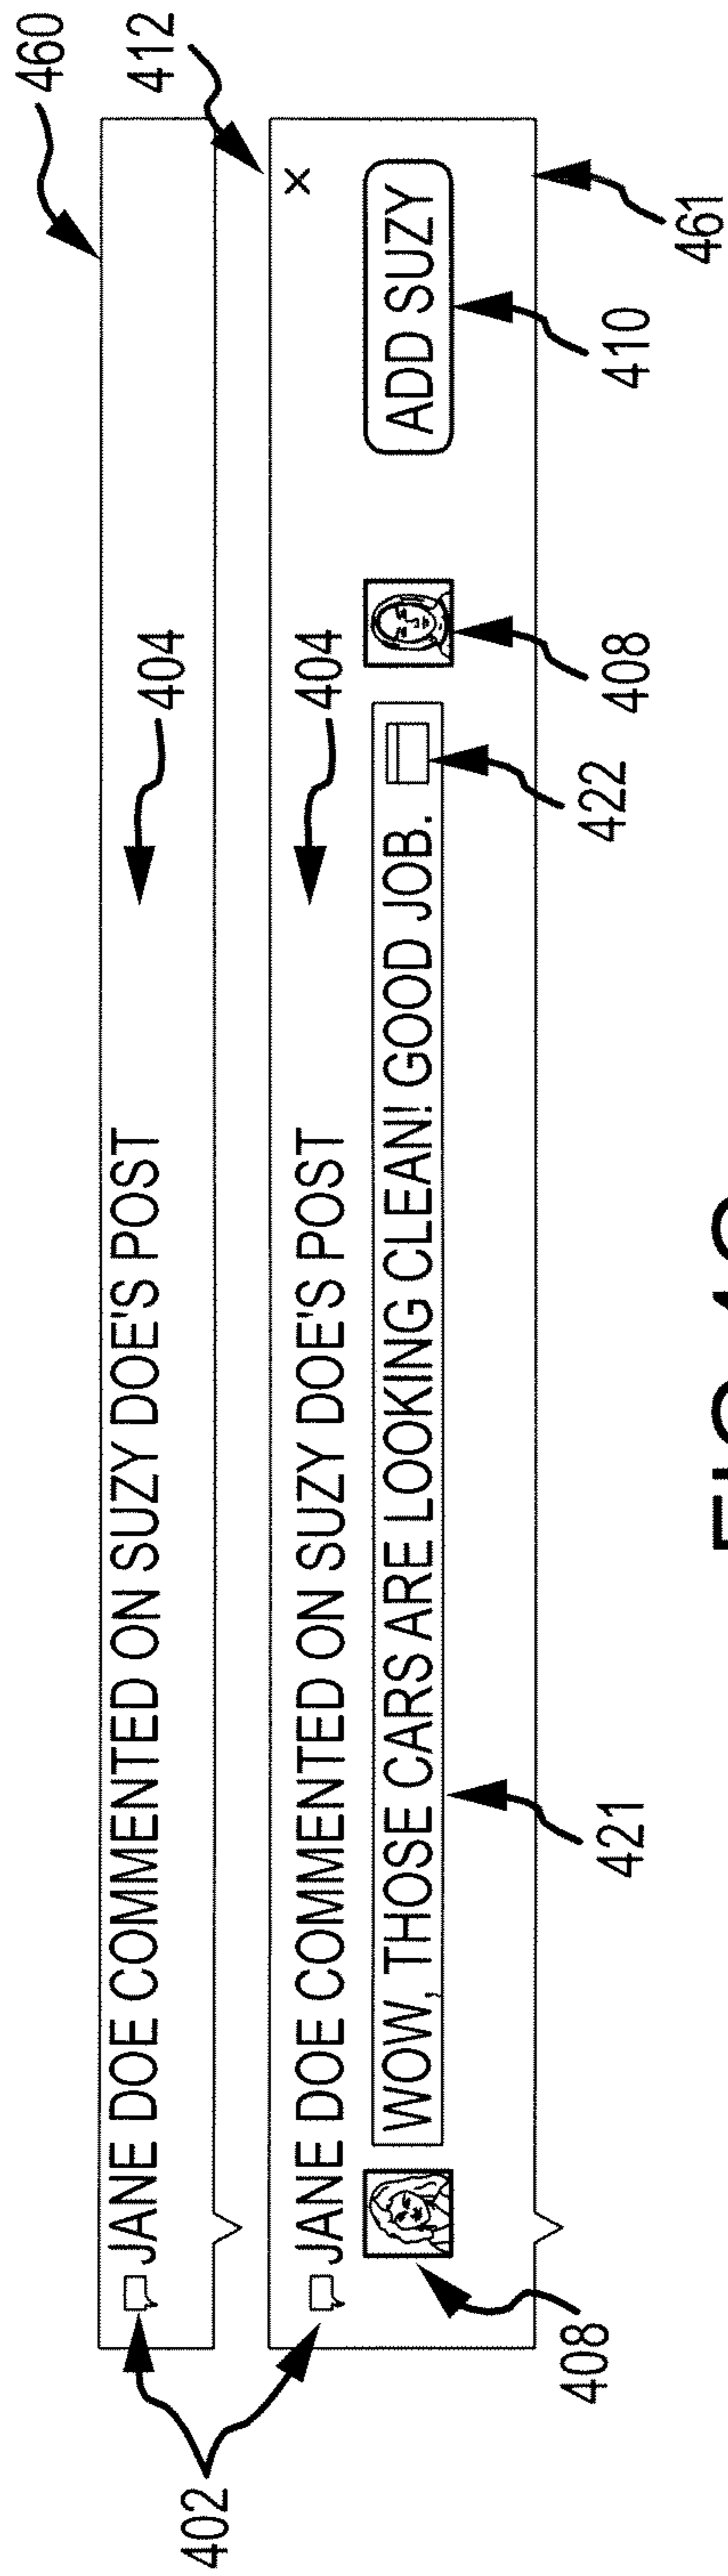 460
JANE DOE COMMENTED ON SUZY DOE'S POST
404
412
402
JANE DOE COMMENTED ON SUZY DOE'S POST
404
X
WOW, THOSE CARS ARE LOOKING CLEAN! GOOD JOB.
ADD SUZY
408
421
422
408
410
461